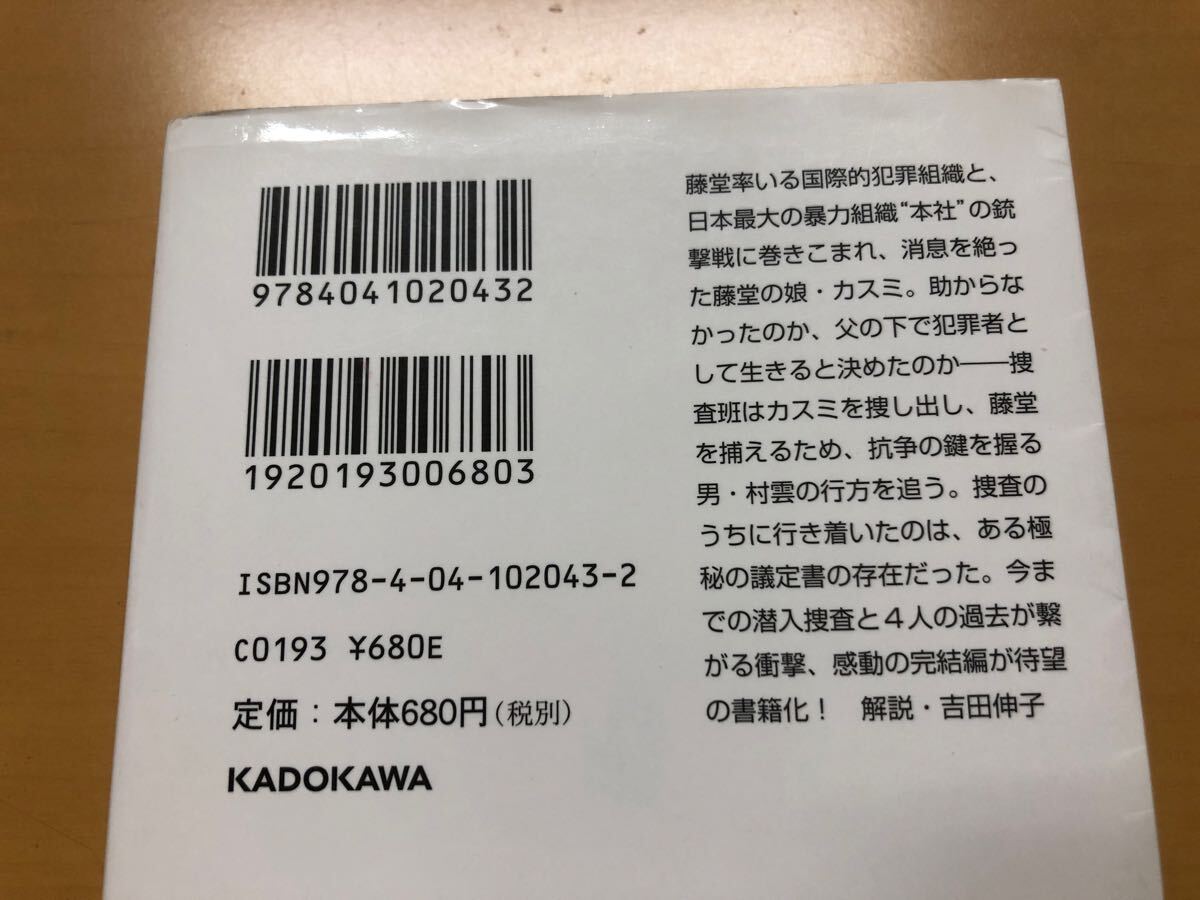 9784041020432
1920193006803
ISBN978-4-04-102043-2
C0193 ¥680E
定価：本体680円（税別）
KADOKAWA
藤堂率いる国際的犯罪組織と、
日本最大の暴力組織“本社”の銃
撃戦に巻きこまれ、消息を絶っ
た藤堂の娘・カスミ。助からな
かったのか、父の下で犯罪者と
して生きると決めたのか――捜
査班はカスミを捜し出し、藤堂
を捕えるため、抗争の鍵を握る
男・村雲の行方を追う。捜査の
うちに行き着いたのは、ある極
秘の議定書の存在だった。今ま
での潜入捜査と４人の過去が繋
がる衝撃、感動の完結編が待望
の書籍化！　解説・吉田伸子